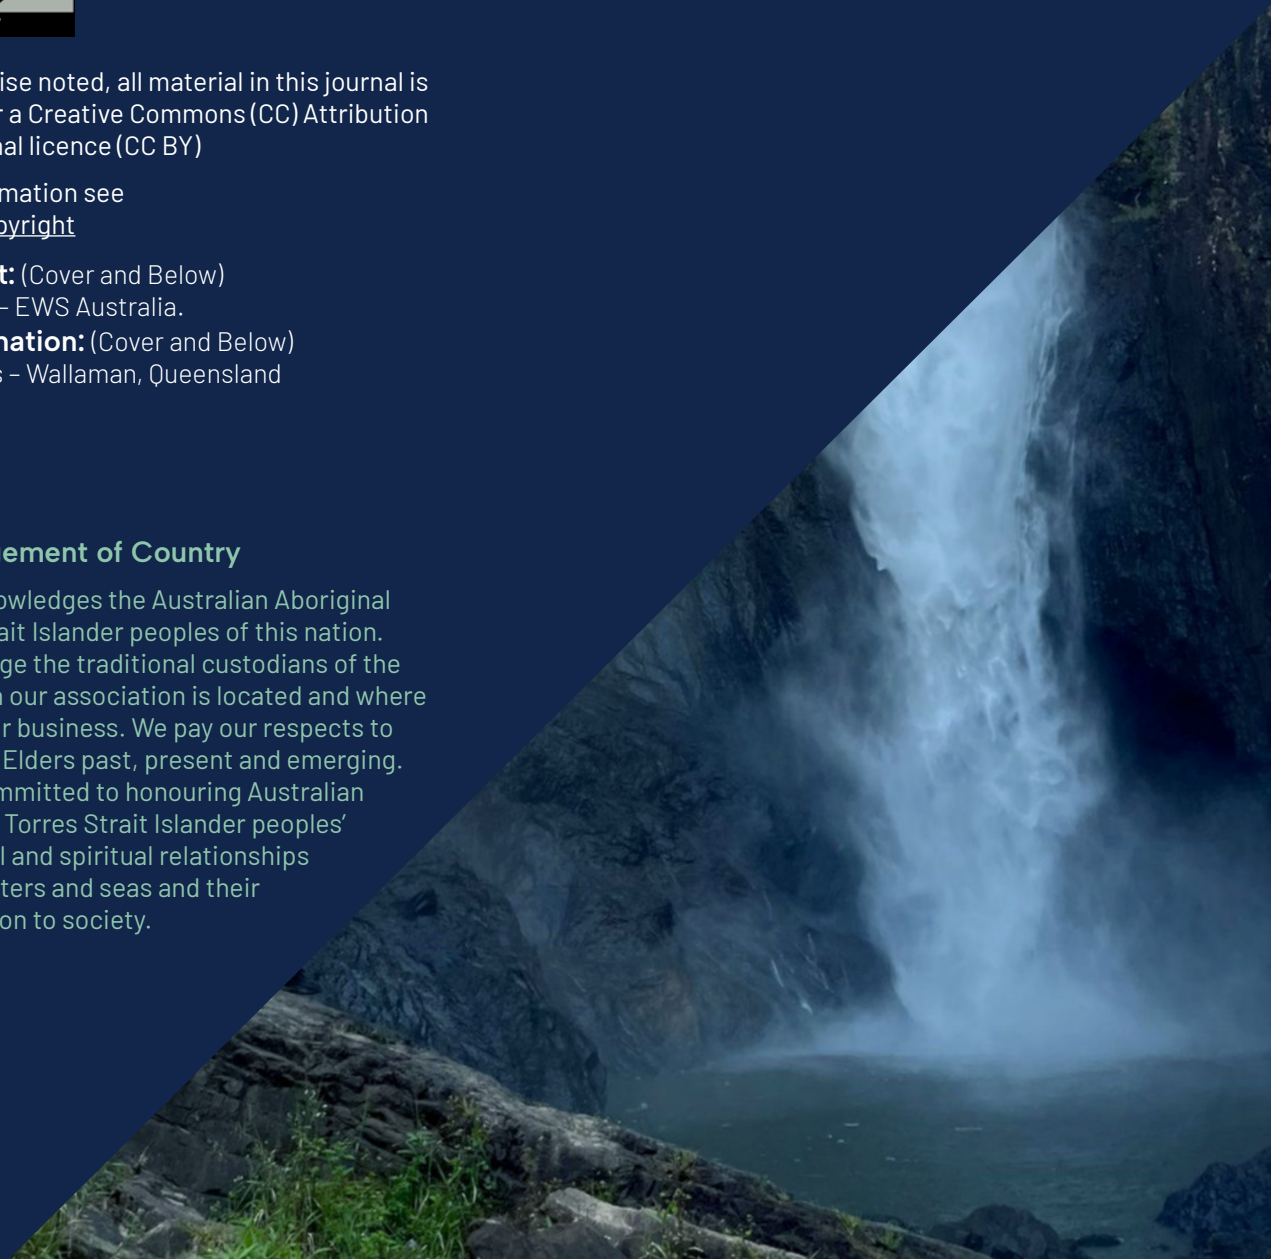 ise noted, all material in this journal is
r a Creative Commons (CC) Attribution
nal licence (CC BY)
mation see
pyright
t: (Cover and Below)
– EWS Australia.
nation: (Cover and Below)
s – Wallaman, Queensland
ement of Country
owledges the Australian Aboriginal
ait Islander peoples of this nation.
ge the traditional custodians of the
n our association is located and where
r business. We pay our respects to
Elders past, present and emerging.
mmitted to honouring Australian
Torres Strait Islander peoples’
l and spiritual relationships
ters and seas and their
on to society.